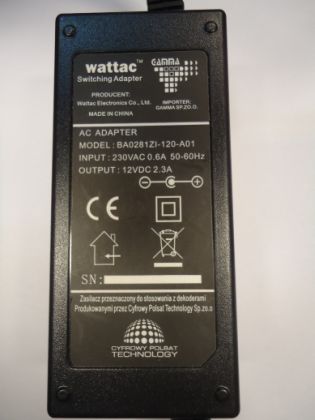 wattac™
Switching Adapter
GAMMA
PRODUCENT:
Wattac Electronics Co., Ltd.
MADE IN CHINA
IMPORTER:
GAMMA SP.ZO.O.
AC ADAPTER
MODEL: BA0281ZI-120-A01
INPUT: 230VAC 0.6A 50-60Hz
OUTPUT: 12VDC 2.3A
CE
SN:
Zasilacz przeznaczony do stosowania z dekoderami
Produkowanymi przez Cyfrowy Polsat Technology Sp.zo.o
CYFROWY POLSAT
TECHNOLOGY